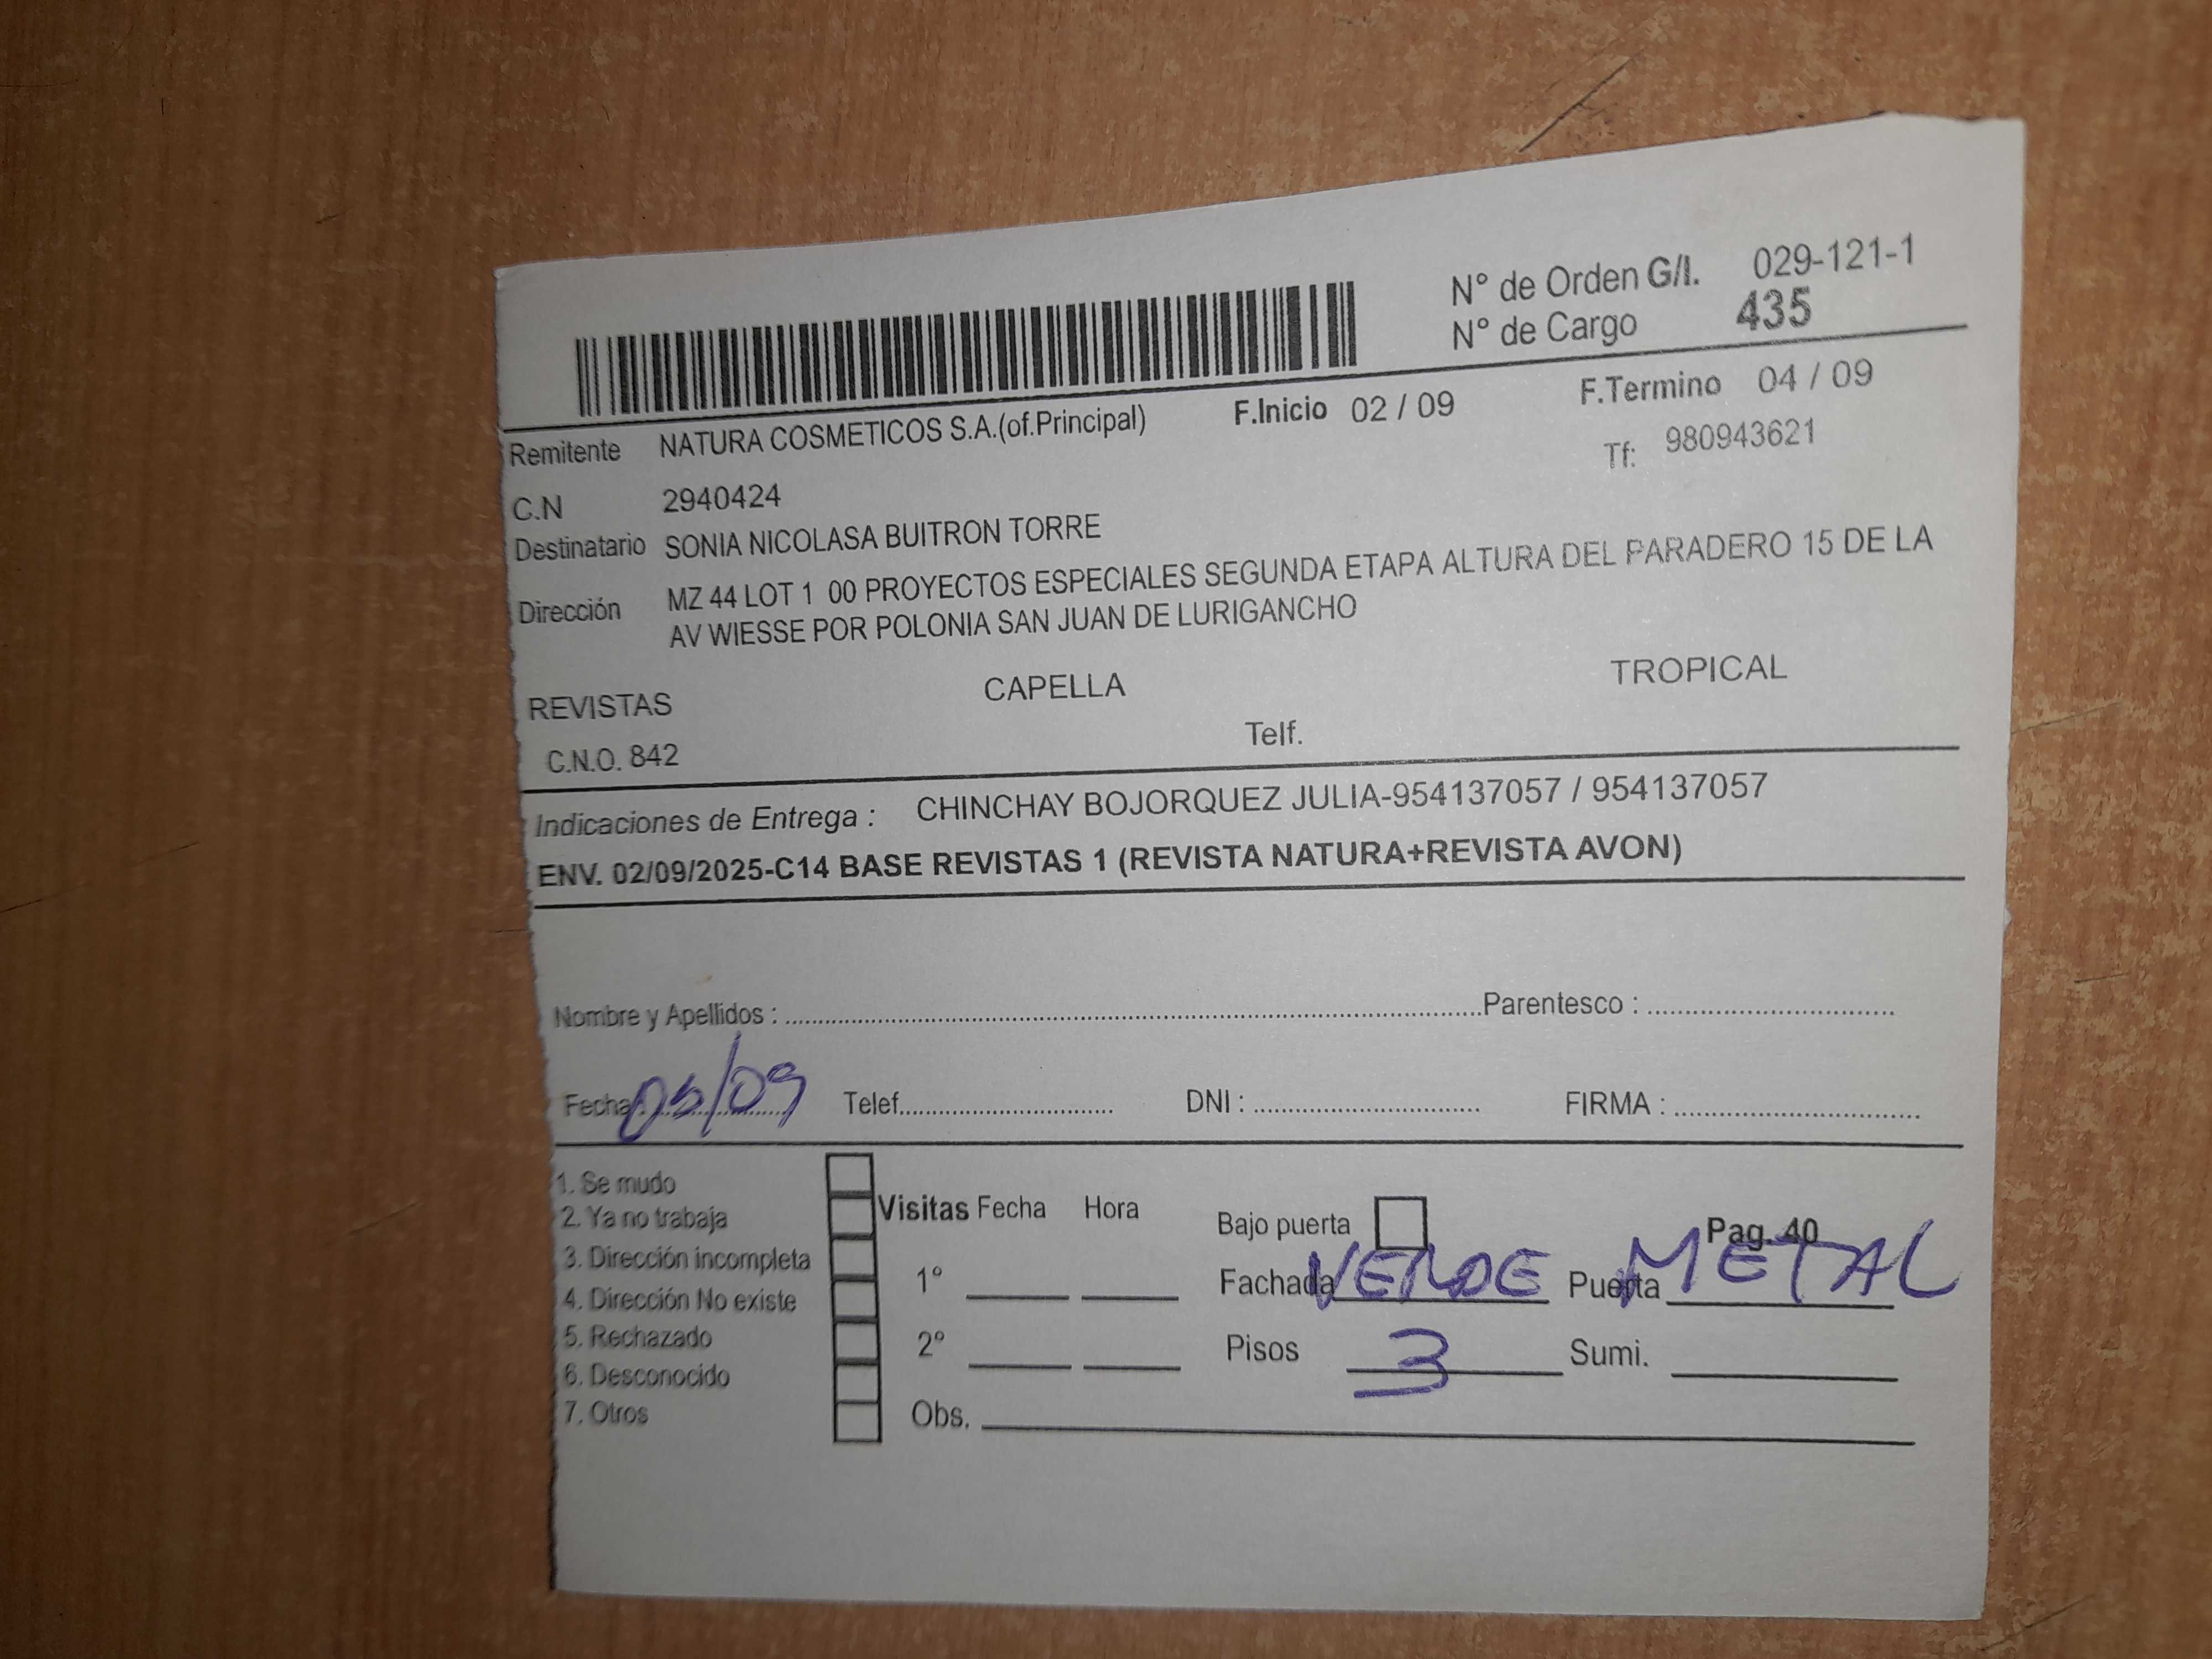 N° de Orden G/I. 029-121-1
N° de Cargo 435
Remitente NATURA COSMETICOS S.A.(of.Principal) F.Inicio 02 / 09 F.Termino 04 / 09
C.N 2940424 Tf: 980943621
Destinatario SONIA NICOLASA BUITRON TORRE
Dirección MZ 44 LOT 1 00 PROYECTOS ESPECIALES SEGUNDA ETAPA ALTURA DEL PARADERO 15 DE LA
AV WIESSE POR POLONIA SAN JUAN DE LURIGANCHO
REVISTAS CAPELLA TROPICAL
C.N.O. 842 Telf.
Indicaciones de Entrega : CHINCHAY BOJORQUEZ JULIA-954137057 / 954137057
ENV. 02/09/2025-C14 BASE REVISTAS 1 (REVISTA NATURA+REVISTA AVON)
Nombre y Apellidos : Parentesco :
Fecha: 05/09 Telef. DNI : FIRMA :
1. Se mudo
2. Ya no trabaja Visitas Fecha Hora Bajo puerta Pag. 40
3. Dirección incompleta 1° Fachada VERDE Puerta METAL
4. Dirección No existe
5. Rechazado 2° Pisos 3 Sumi.
6. Desconocido
7. Otros Obs.